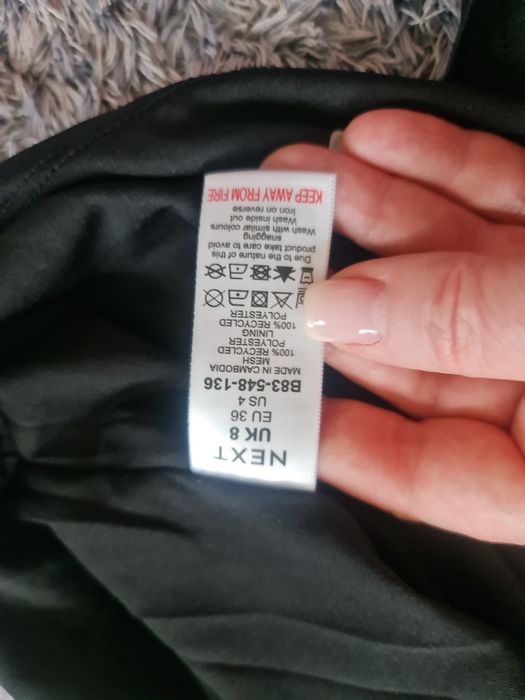 NEXT
UK 8
EU 36
US 4
B83-548-136
MADE IN CAMBODIA
MESH
100% RECYCLED
POLYESTER
LINING
100% RECYCLED
POLYESTER
Due to the nature of this
product take care to avoid
snagging
Wash with similar colours
Wash inside out
Iron on reverse
KEEP AWAY FROM FIRE